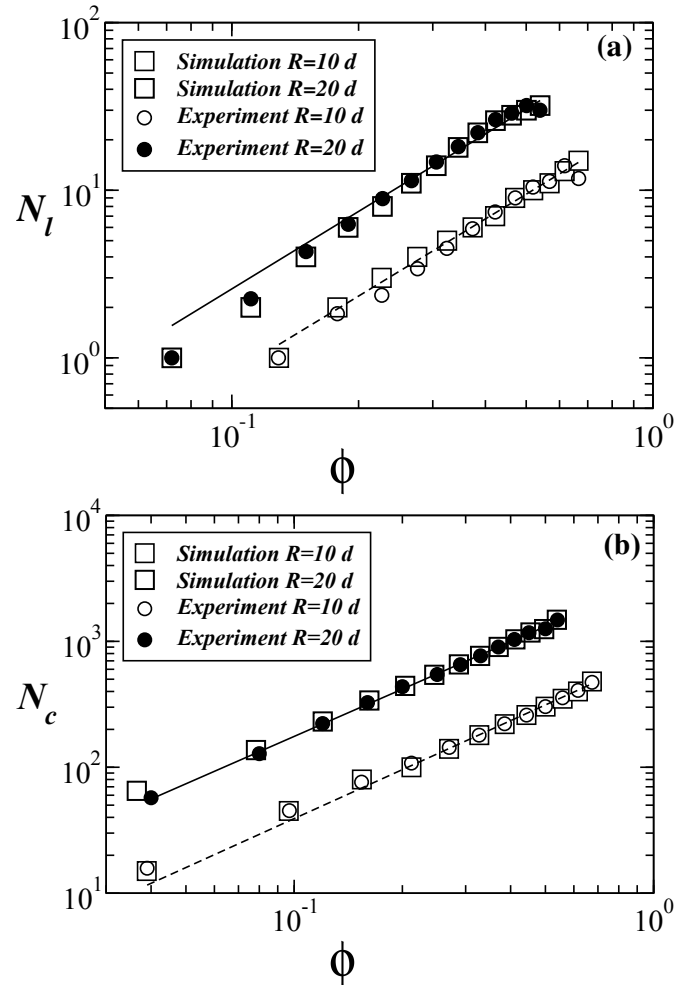 10^2
(a)
Simulation R=10 d
Simulation R=20 d
Experiment R=10 d
Experiment R=20 d
10^1
N_l
10^0
10^-1
10^0
ϕ
10^4
(b)
Simulation R=10 d
Simulation R=20 d
Experiment R=10 d
Experiment R=20 d
10^3
N_c
10^2
10^1
10^-1
10^0
ϕ